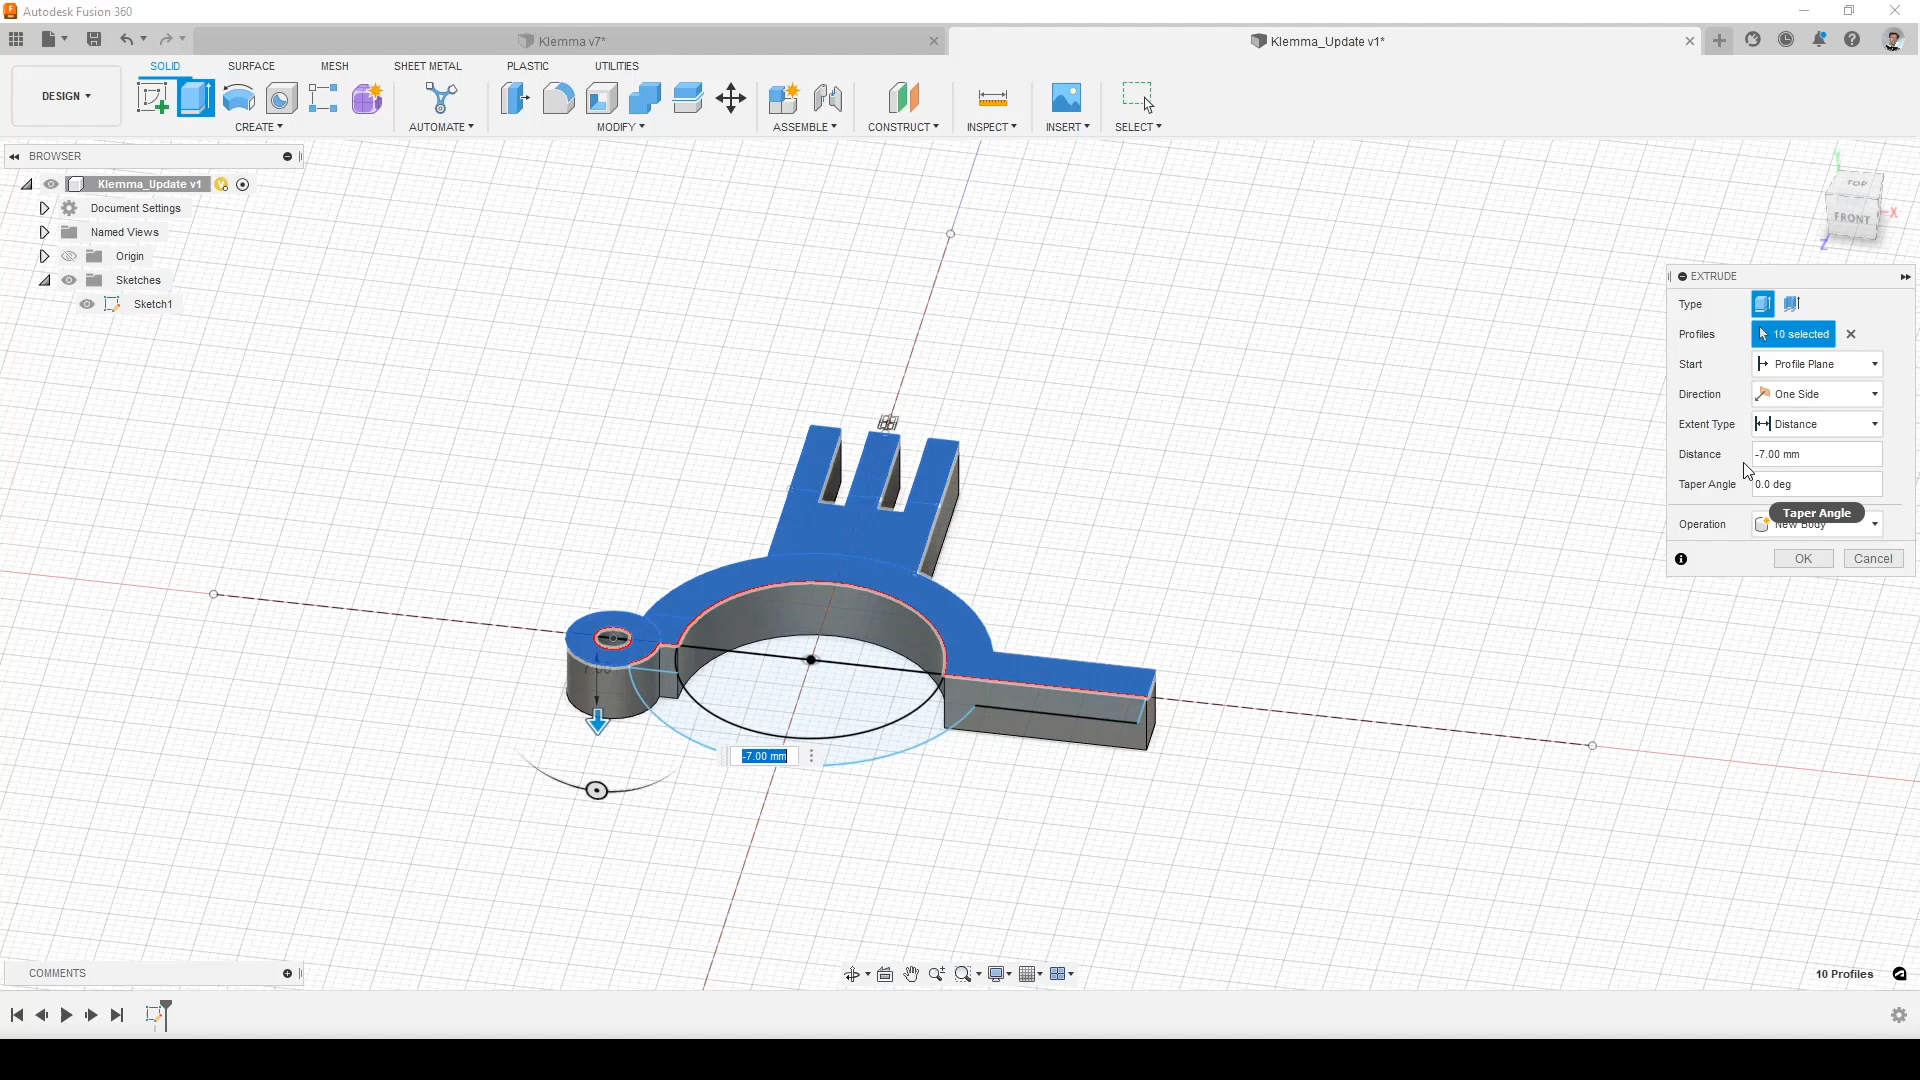 Autodesk Fusion 360
Klemma v7*
Klemma_Update v1*
SOLID
SURFACE
MESH
SHEET METAL
PLASTIC
UTILITIES
DESIGN
CREATE
AUTOMATE
MODIFY
ASSEMBLE
CONSTRUCT
INSPECT
INSERT
SELECT
BROWSER
Klemma_Update v1
Document Settings
Named Views
Origin
Sketches
Sketch1
TOP
FRONT
X
Z
EXTRUDE
Type
Profiles
10 selected
Start
Profile Plane
Direction
One Side
Extent Type
Distance
Distance
-7.00 mm
Taper Angle
0.0 deg
Taper Angle
Operation
New Body
OK
Cancel
-7.00 mm
COMMENTS
10 Profiles